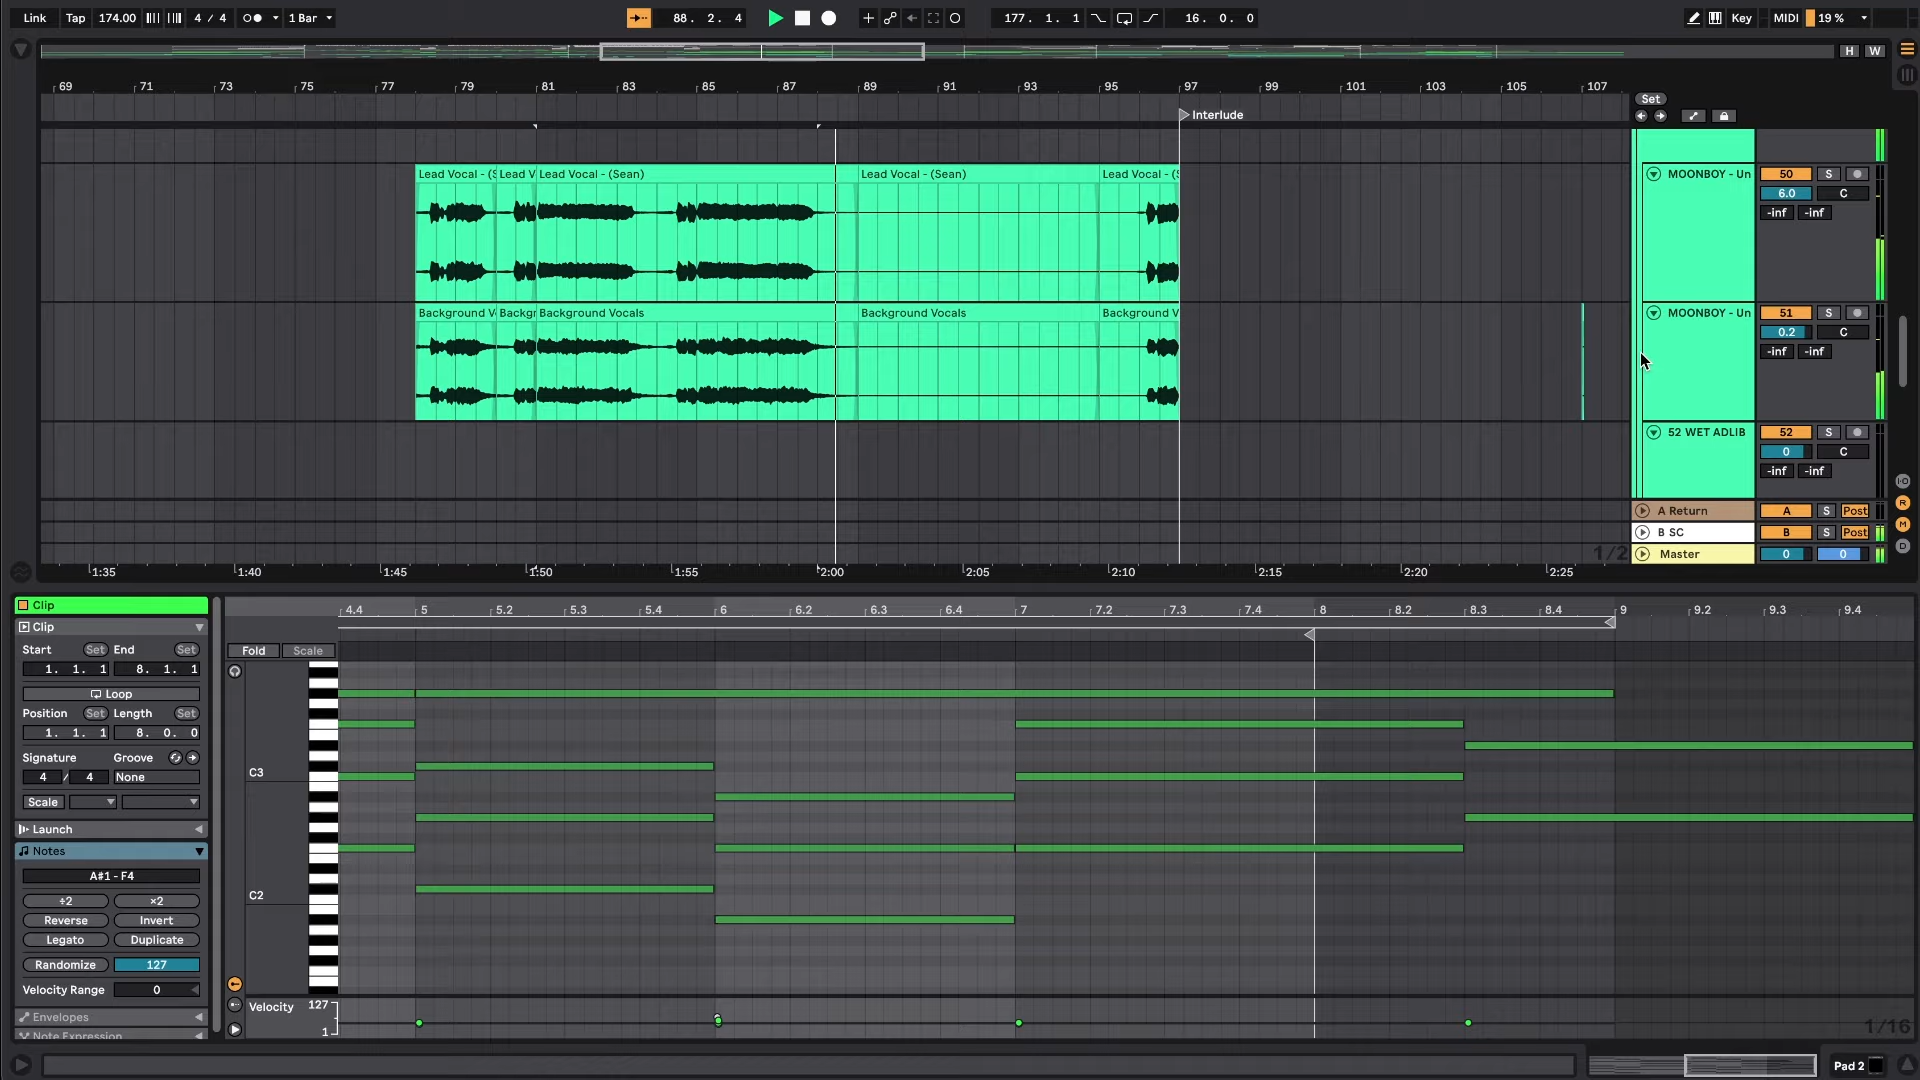 Link Tap 174.00 4 / 4 1 Bar 88. 2. 4 177. 1. 1 16. 0. 0 Key MIDI 19 %
H W
69 71 73 75 77 79 81 83 85 87 89 91 93 95 97 99 101 103 105 107
Set
Interlude
Lead Vocal - (S Lead V Lead Vocal - (Sean) Lead Vocal - (Sean) Lead Vocal - (S
MOONBOY - Un 50 S
6.0 C
-inf -inf
Background V Backgr Background Vocals Background Vocals Background V
MOONBOY - Un 51 S
0.2 C
-inf -inf
52 WET ADLIB 52 S
0 C
-inf -inf
A Return A S Post
B SC B S Post
1/2 Master 0 0
1:35 1:40 1:45 1:50 1:55 2:00 2:05 2:10 2:15 2:20 2:25
I·O
R
M
D
Clip
Clip
Start Set End Set
1. 1. 1 8. 1. 1
Loop
Position Set Length Set
1. 1. 1 8. 0. 0
Signature Groove
4 / 4 None
Scale
Launch
Notes
A#1 - F4
÷2 ×2
Reverse Invert
Legato Duplicate
Randomize 127
Velocity Range 0
Envelopes
Note Expression
4.4 5 5.2 5.3 5.4 6 6.2 6.3 6.4 7 7.2 7.3 7.4 8 8.2 8.3 8.4 9 9.2 9.3 9.4
Fold Scale
C3
C2
Velocity 127
1
1/16
Pad 2